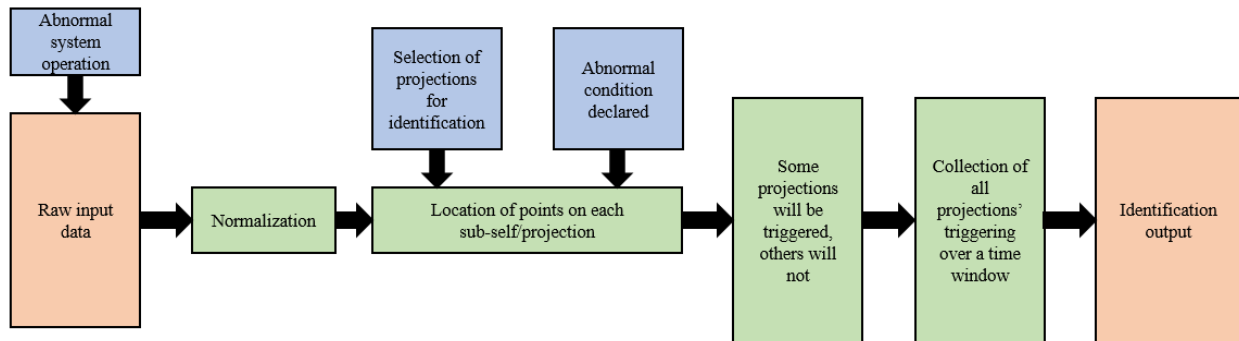 Abnormal
system
operation
Raw input
data
Normalization
Selection of
projections
for
identification
Abnormal
condition
declared
Location of points on each
sub-self/projection
Some
projections
will be
triggered,
others will
not
Collection of
all
projections’
triggering
over a time
window
Identification
output